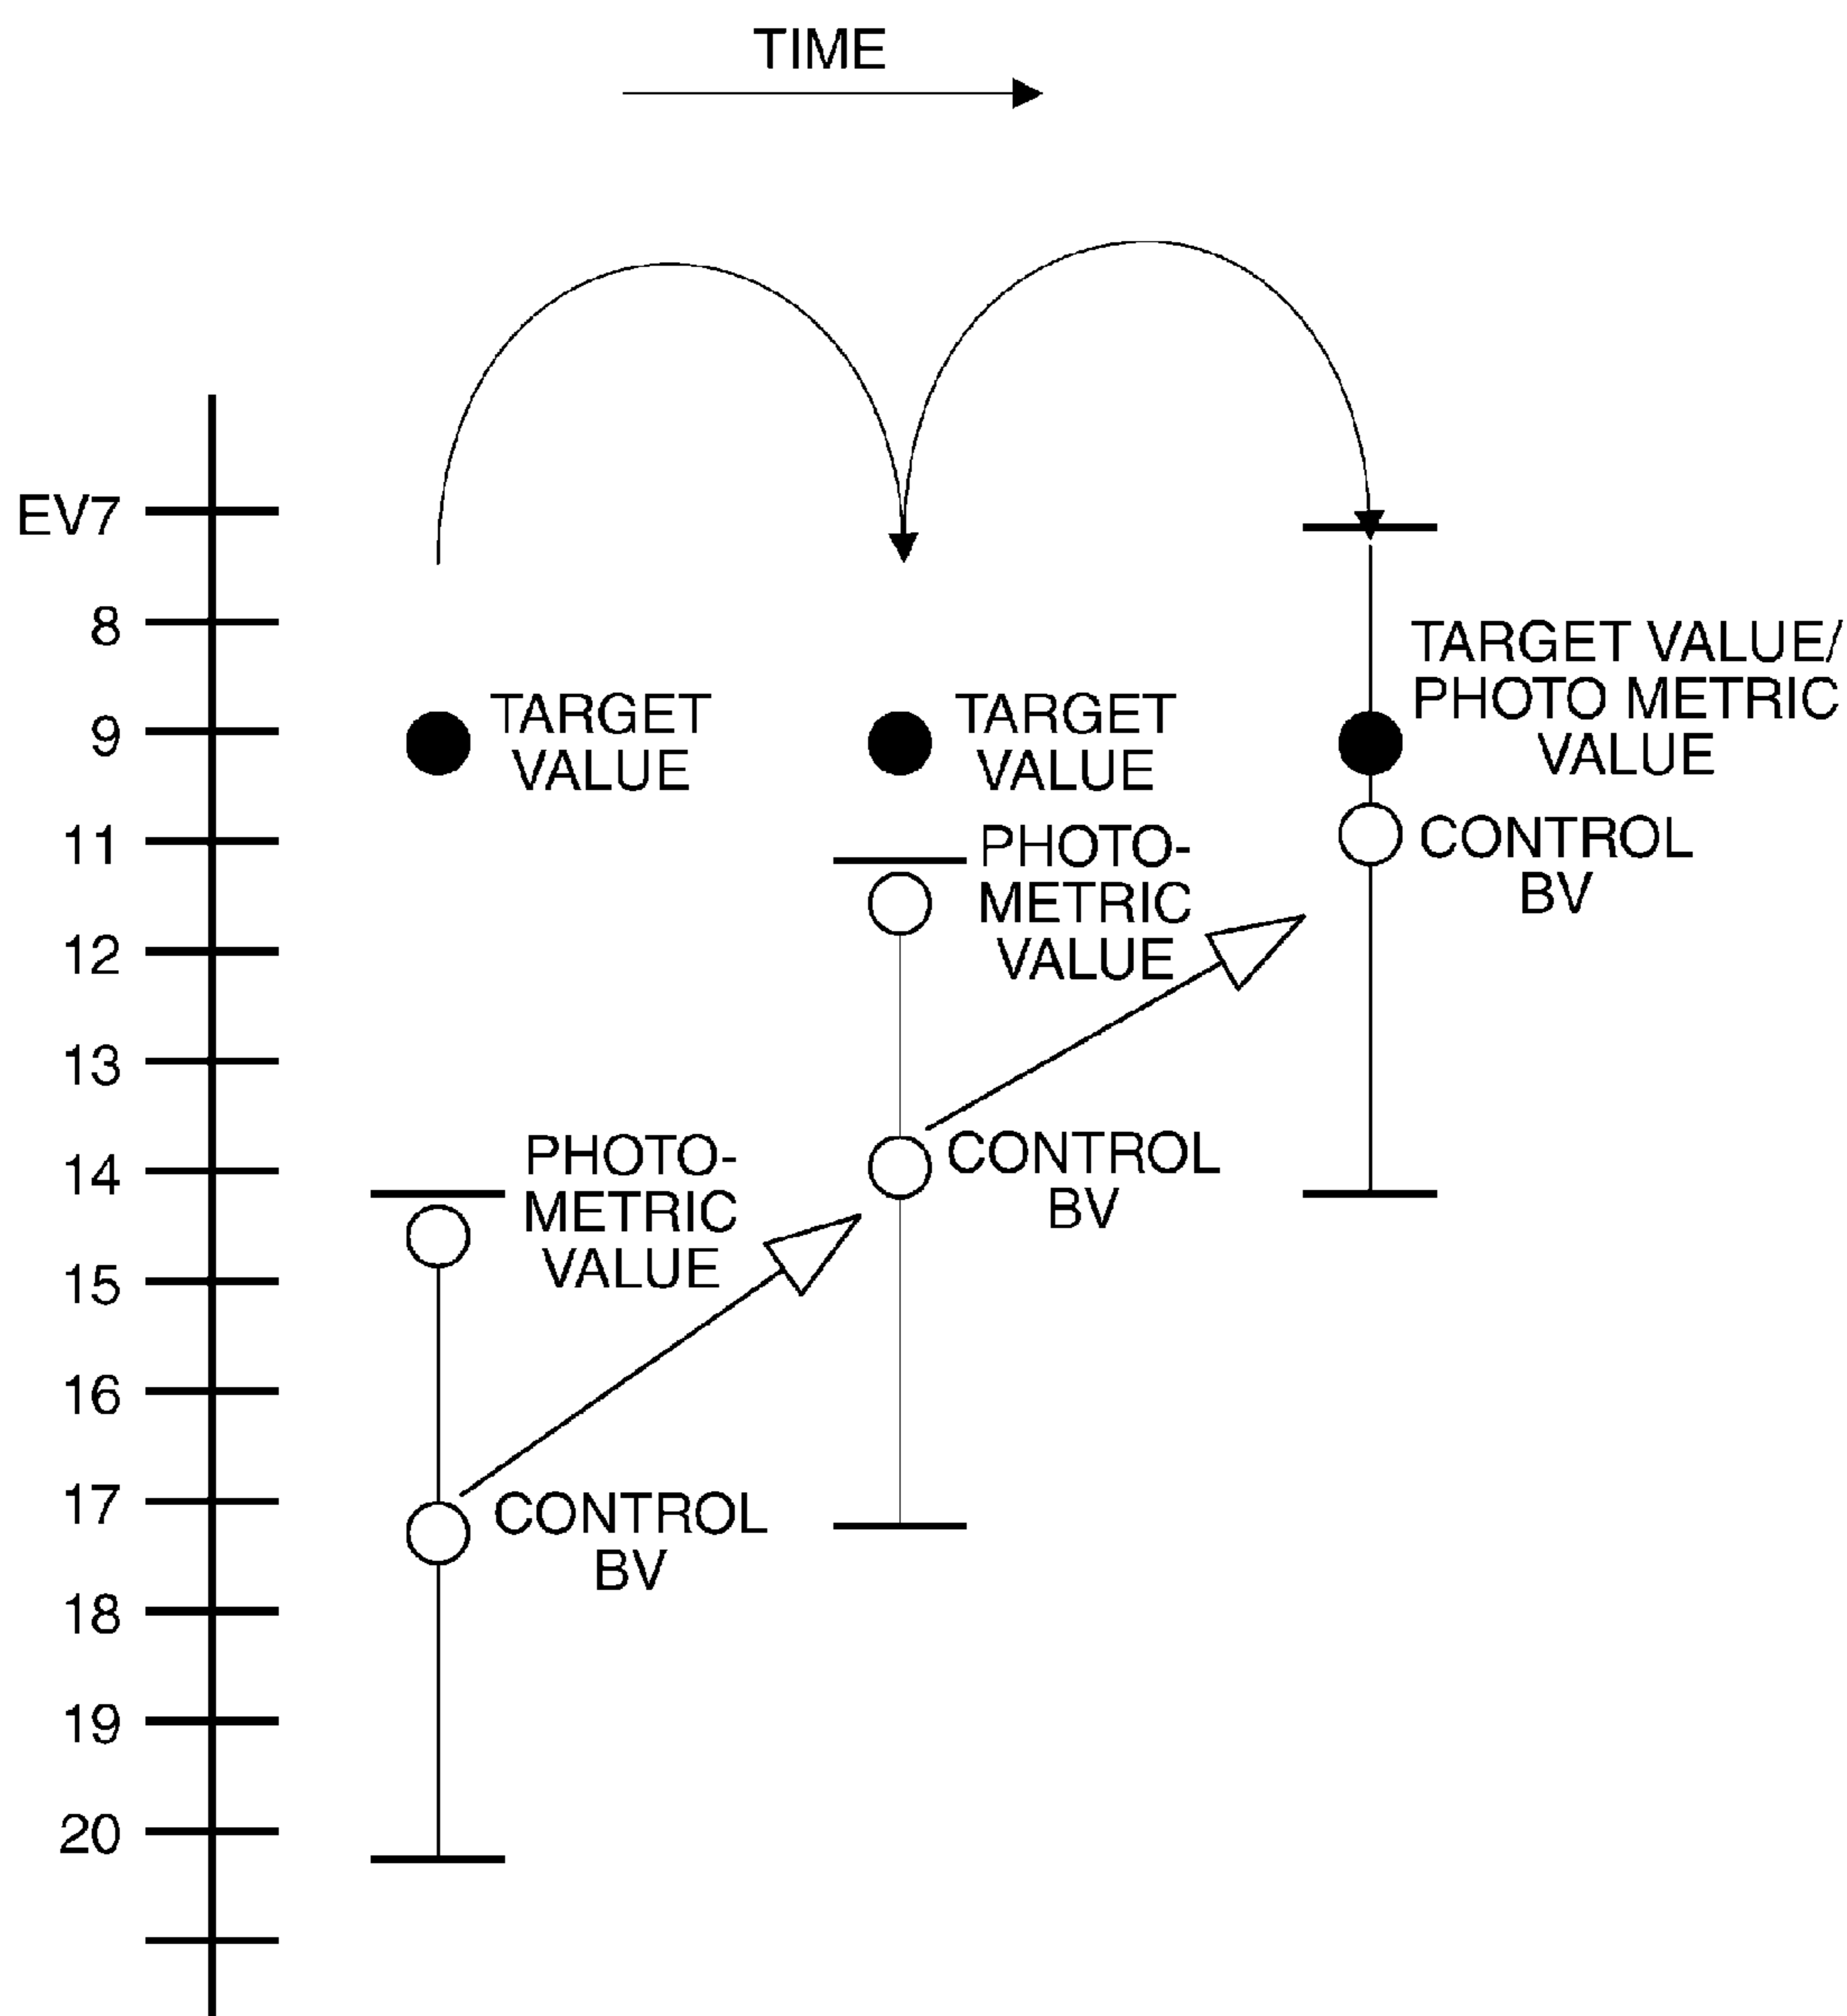 TIME
EV7
8
9
11
12
13
14
15
16
17
18
19
20
TARGET
VALUE
PHOTO-
METRIC
VALUE
CONTROL
BV
TARGET
VALUE
PHOTO-
METRIC
VALUE
CONTROL
BV
TARGET VALUE/
PHOTO METRIC
VALUE
CONTROL
BV